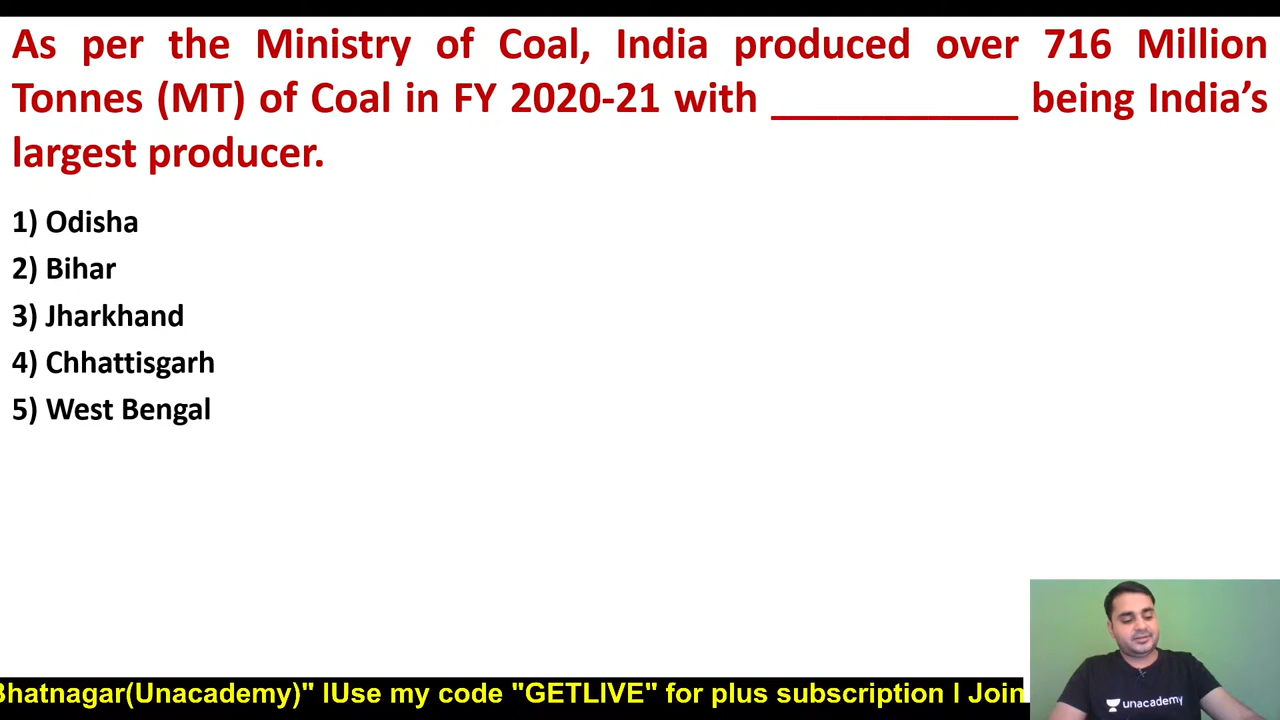 As per the Ministry of Coal, India produced over 716 Million
Tonnes (MT) of Coal in FY 2020-21 with ___________ being India’s
largest producer.
1) Odisha
2) Bihar
3) Jharkhand
4) Chhattisgarh
5) West Bengal
Bhatnagar(Unacademy)" lUse my code "GETLIVE" for plus subscription l Join
unacademy